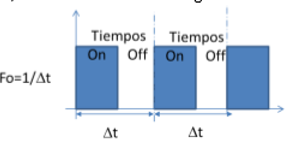 Tiempos Tiempos
On Off On Off
Fo=1/Δt
Δt Δt